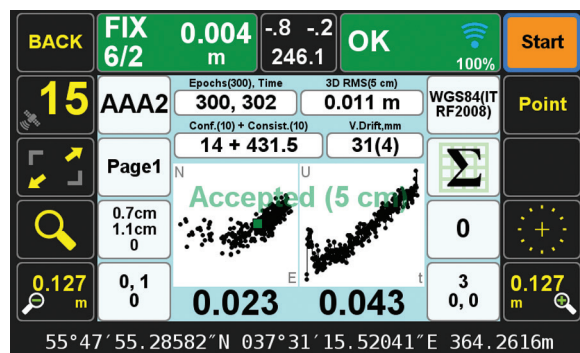 BACK
FIX
6/2
0.004
m
-.8 -.2
246.1
OK
100%
Start
15
AAA2
Epochs(300), Time
300, 302
3D RMS(5 cm)
0.011 m
WGS84(IT
RF2008)
Point
Conf.(10) + Consist.(10)
14 + 431.5
V.Drift,mm
31(4)
Page1
N
U
Σ
Accepted (5 cm)
0.7cm
1.1cm
0
0
E
t
0.127
m
0, 1
0
0.023
0.043
3
0, 0
0.127
m
55°47′55.28582″N 037°31′15.52041″E 364.2616m